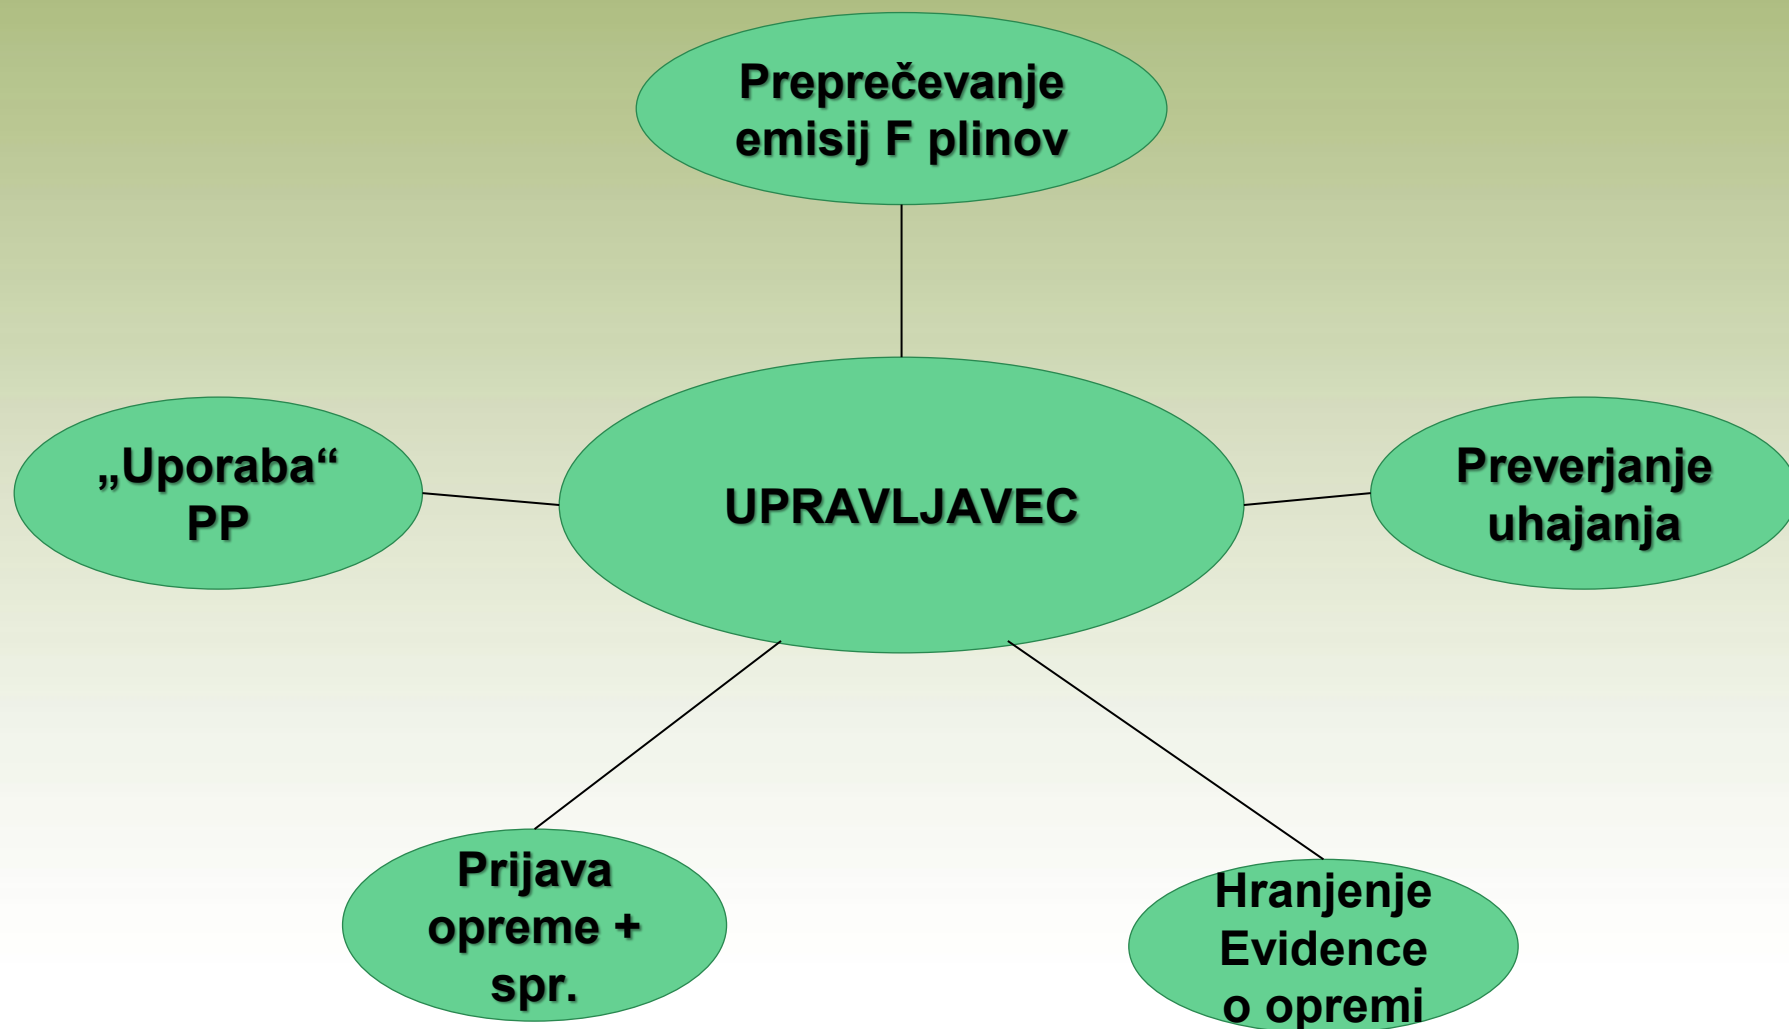 Preprečevanje
emisij F plinov
„Uporaba“
PP
UPRAVLJAVEC
Preverjanje
uhajanja
Prijava
opreme +
spr.
Hranjenje
Evidence
o opremi